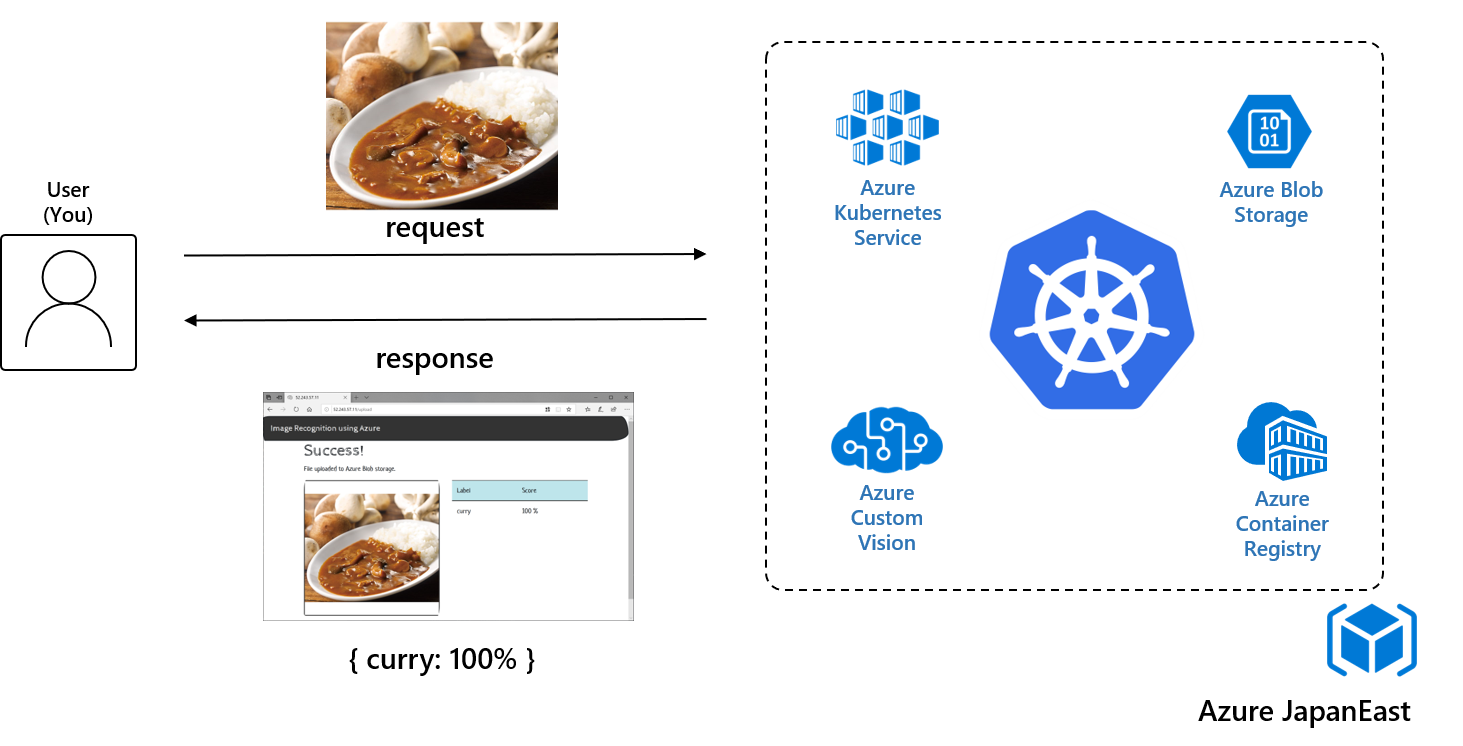 User
(You)
request
response
52.243.57.11
52.243.57.11/upload
Image Recognition using Azure
Success!
File uploaded to Azure Blob storage.
Label Score
curry 100 %
{ curry: 100% }
Azure
Kubernetes
Service
10
01
Azure Blob
Storage
Azure
Custom
Vision
Azure
Container
Registry
Azure JapanEast